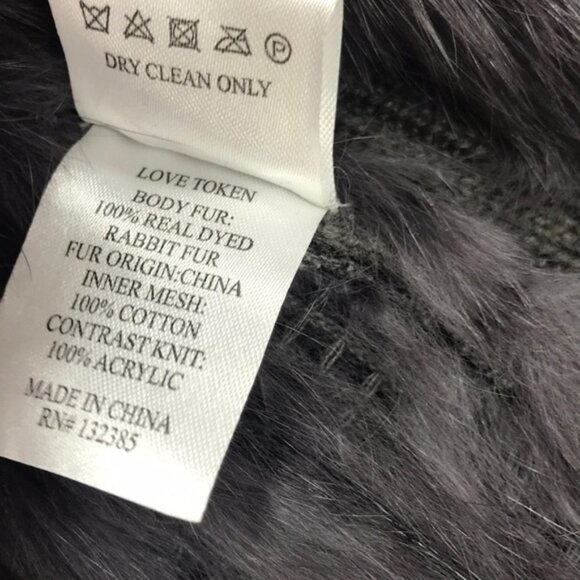 P
DRY CLEAN ONLY
LOVE TOKEN
BODY FUR:
100% REAL DYED
RABBIT FUR
FUR ORIGIN:CHINA
INNER MESH:
100% COTTON
CONTRAST KNIT:
100% ACRYLIC
MADE IN CHINA
RN# 132385